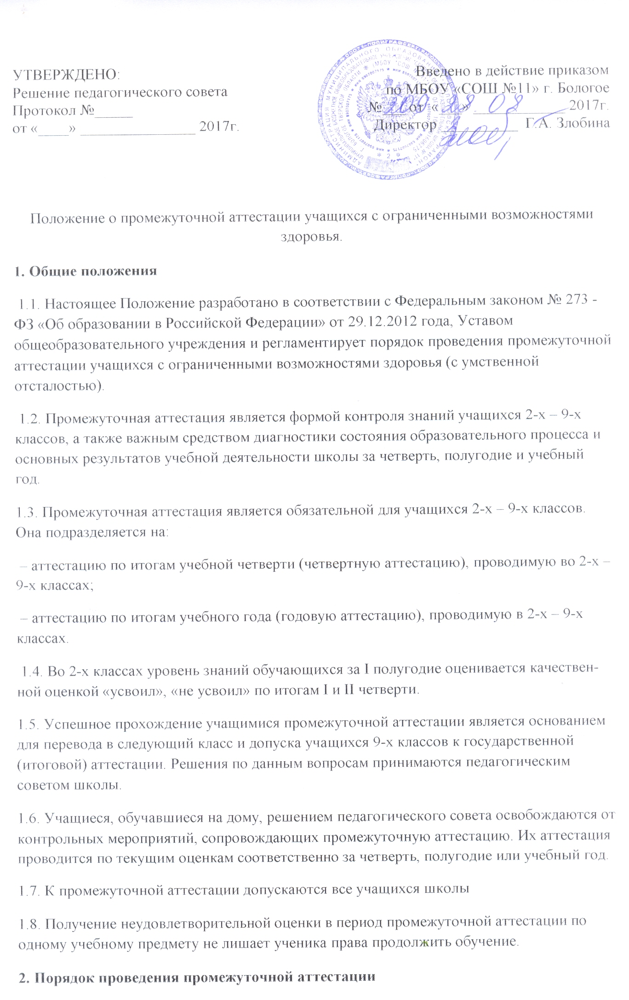 УТВЕРЖДЕНО:
Решение педагогического совета
Протокол №_____
от «____» _______________ 2017г.
Введено в действие приказом
по МБОУ «СОШ №11» г. Бологое
№ 200 от « 28 » 08 2017г.
Директор __________ Г.А. Злобина
Положение о промежуточной аттестации учащихся с ограниченными возможностями
здоровья.
1. Общие положения
1.1. Настоящее Положение разработано в соответствии с Федеральным законом № 273 -
ФЗ «Об образовании в Российской Федерации» от 29.12.2012 года, Уставом
общеобразовательного учреждения и регламентирует порядок проведения промежуточной
аттестации учащихся с ограниченными возможностями здоровья (с умственной
отсталостью).
1.2. Промежуточная аттестация является формой контроля знаний учащихся 2-х – 9-х
классов, а также важным средством диагностики состояния образовательного процесса и
основных результатов учебной деятельности школы за четверть, полугодие и учебный
год.
1.3. Промежуточная аттестация является обязательной для учащихся 2-х – 9-х классов.
Она подразделяется на:
– аттестацию по итогам учебной четверти (четвертную аттестацию), проводимую во 2-х –
9-х классах;
– аттестацию по итогам учебного года (годовую аттестацию), проводимую в 2-х – 9-х
классах.
1.4. Во 2-х классах уровень знаний обучающихся за I полугодие оценивается качествен-
ной оценкой «усвоил», «не усвоил» по итогам I и II четверти.
1.5. Успешное прохождение учащимися промежуточной аттестации является основанием
для перевода в следующий класс и допуска учащихся 9-х классов к государственной
(итоговой) аттестации. Решения по данным вопросам принимаются педагогическим
советом школы.
1.6. Учащиеся, обучавшиеся на дому, решением педагогического совета освобождаются от
контрольных мероприятий, сопровождающих промежуточную аттестацию. Их аттестация
проводится по текущим оценкам соответственно за четверть, полугодие или учебный год.
1.7. К промежуточной аттестации допускаются все учащихся школы
1.8. Получение неудовлетворительной оценки в период промежуточной аттестации по
одному учебному предмету не лишает ученика права продолжить обучение.
2. Порядок проведения промежуточной аттестации